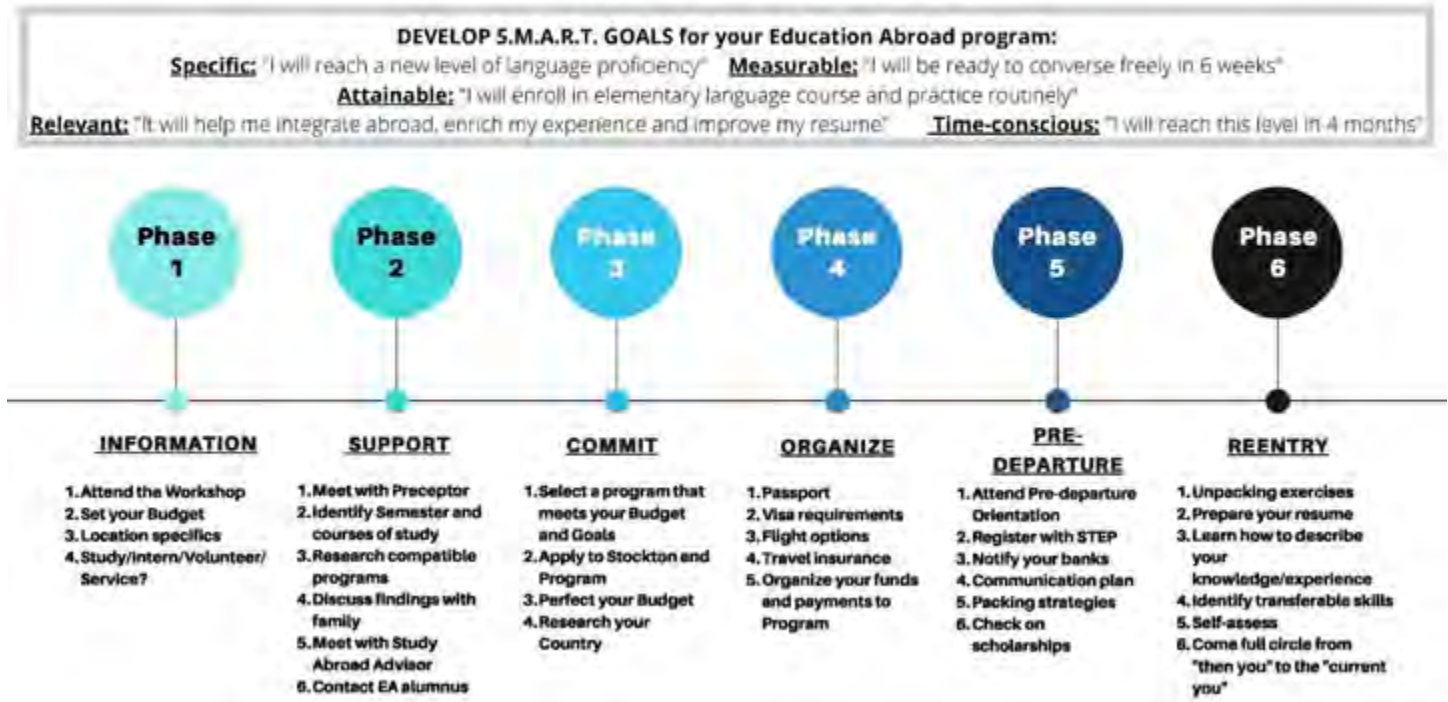 DEVELOP S.M.A.R.T. GOALS for your Education Abroad program:
Specific: "I will reach a new level of language proficiency" Measurable: "I will be ready to converse freely in 6 weeks"
Attainable: "I will enroll in elementary language course and practice routinely"
Relevant: "It will help me integrate abroad, enrich my experience and improve my resume" Time-conscious: "I will reach this level in 4 months"
Phase
1
Phase
2
Phase
3
Phase
4
Phase
5
Phase
6
INFORMATION
1. Attend the Workshop
2. Set your Budget
3. Location specifics
4. Study/Intern/Volunteer/
Service?
SUPPORT
1. Meet with Preceptor
2. Identify Semester and
courses of study
3. Research compatible
programs
4. Discuss findings with
family
5. Meet with Study
Abroad Advisor
6. Contact EA alumnus
COMMIT
1. Select a program that
meets your Budget
and Goals
2. Apply to Stockton and
Program
3. Perfect your Budget
4. Research your
Country
ORGANIZE
1. Passport
2. Visa requirements
3. Flight options
4. Travel insurance
5. Organize your funds
and payments to
Program
PRE-
DEPARTURE
1. Attend Pre-departure
Orientation
2. Register with STEP
3. Notify your banks
4. Communication plan
5. Packing strategies
6. Check on
scholarships
REENTRY
1. Unpacking exercises
2. Prepare your resume
3. Learn how to describe
your
knowledge/experience
4. Identify transferable skills
5. Self-assess
6. Come full circle from
"then you" to the "current
you"